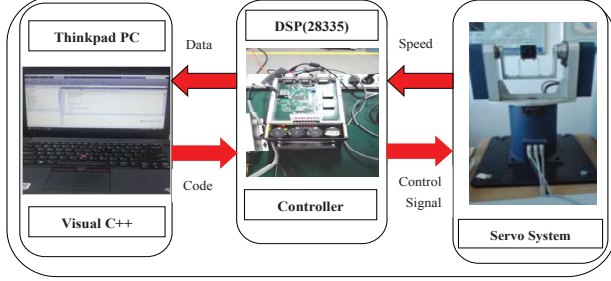 Thinkpad PC
Data
DSP(28335)
Speed
Code
Control
Signal
Visual C++
Controller
Servo System